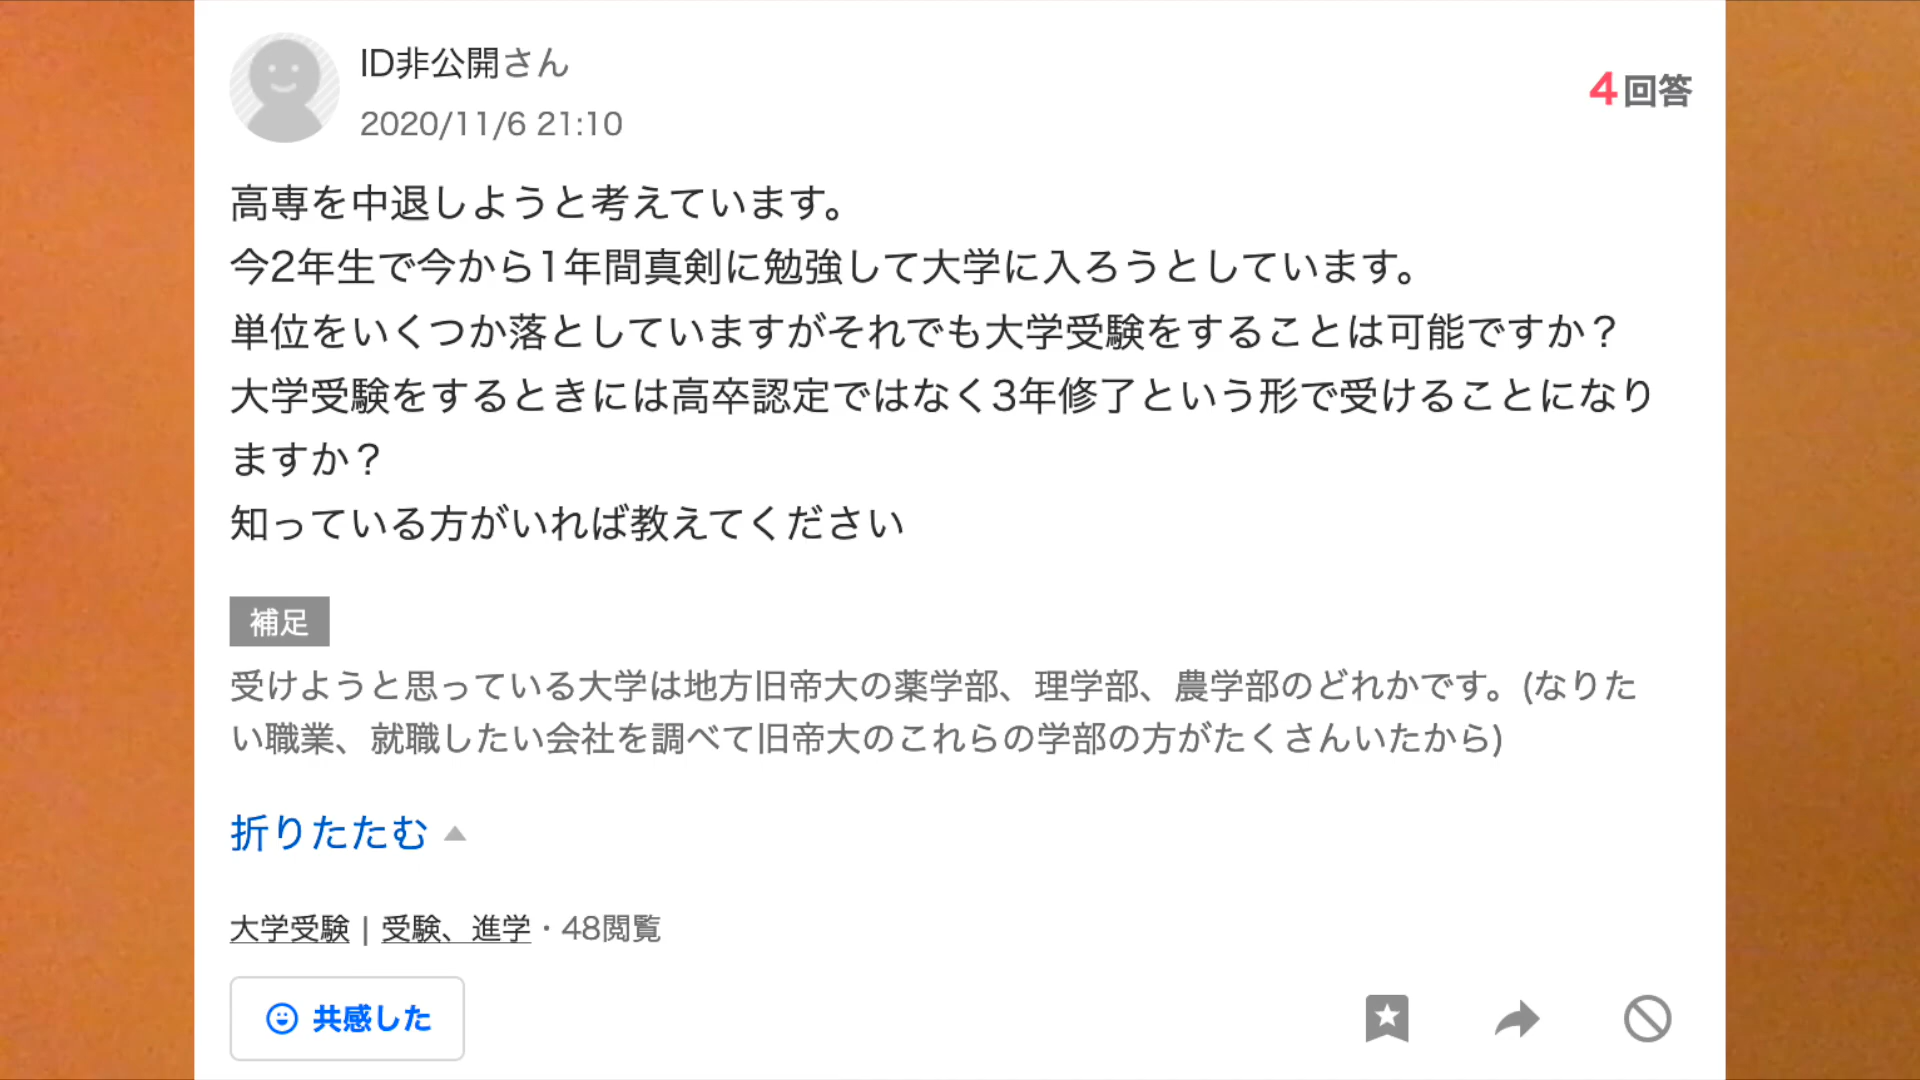 ID非公開さん
4回答
2020/11/6 21:10
高専を中退しようと考えています。
今2年生で今から1年間真剣に勉強して大学に入ろうとしています。
単位をいくつか落としていますがそれでも大学受験をすることは可能ですか？
大学受験をするときには高卒認定ではなく3年修了という形で受けることになり
ますか？
知っている方がいれば教えてください
補足
受けようと思っている大学は地方旧帝大の薬学部、理学部、農学部のどれかです。(なりた
い職業、就職したい会社を調べて旧帝大のこれらの学部の方がたくさんいたから)
折りたたむ
大学受験 | 受験、進学・48閲覧
共感した